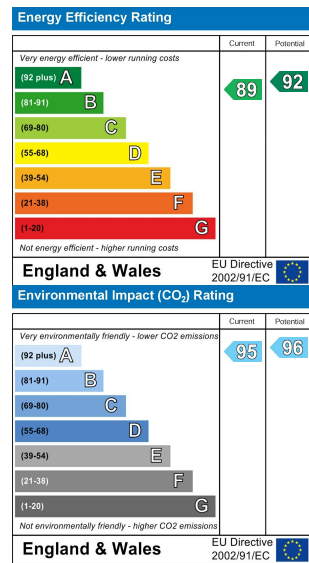 Energy Efficiency Rating
Current Potential
Very energy efficient - lower running costs
(92 plus) A
(81-91) B
(69-80) C
(55-68) D
(39-54) E
(21-38) F
(1-20) G
89 92
Not energy efficient - higher running costs
England & Wales
EU Directive
2002/91/EC
Environmental Impact (CO₂) Rating
Current Potential
Very environmentally friendly - lower CO2 emissions
(92 plus) A
(81-91) B
(69-80) C
(55-68) D
(39-54) E
(21-38) F
(1-20) G
95 96
Not environmentally friendly - higher CO2 emissions
England & Wales
EU Directive
2002/91/EC